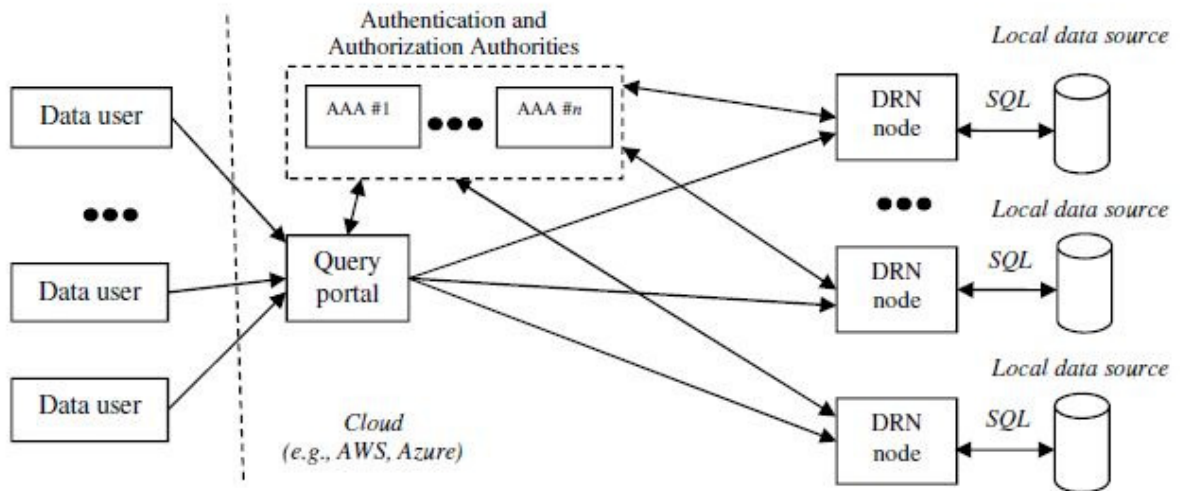 Authentication and
Authorization Authorities
Local data source
Data user
AAA #1
AAA #n
DRN
node
SQL
Local data source
Data user
Query
portal
DRN
node
SQL
Local data source
Data user
Cloud
(e.g., AWS, Azure)
DRN
node
SQL